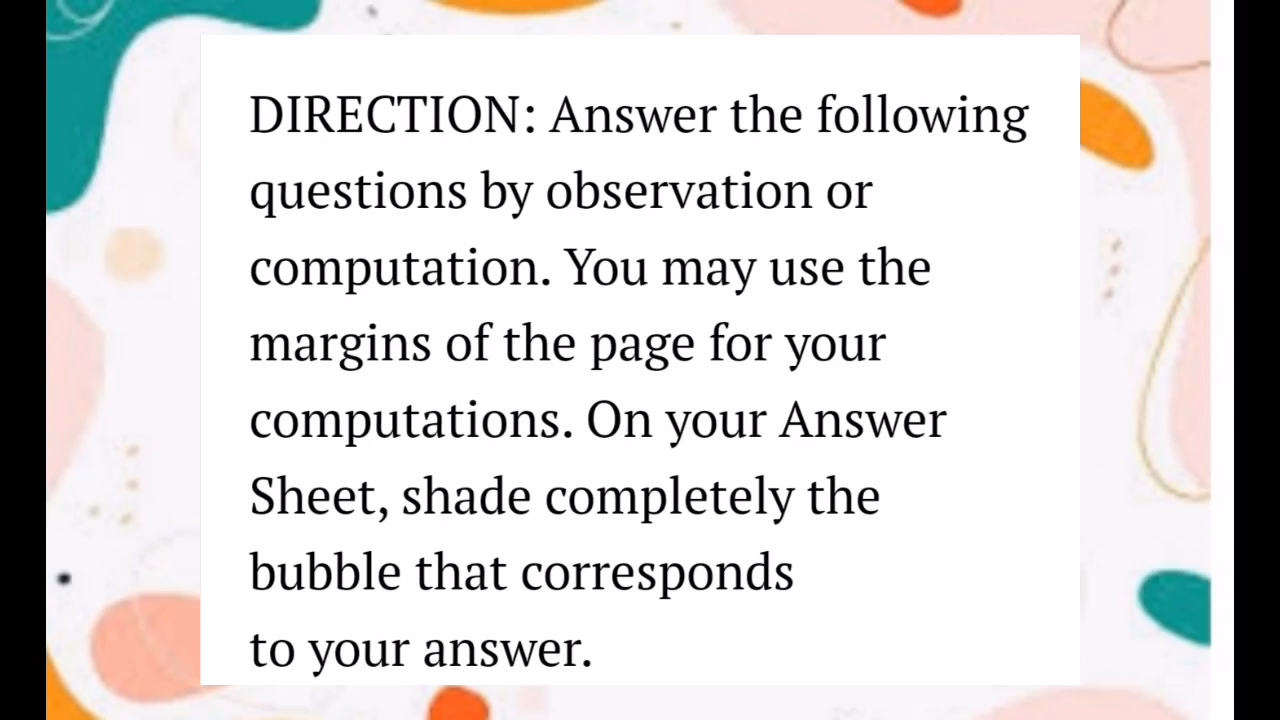 DIRECTION: Answer the following
questions by observation or
computation. You may use the
margins of the page for your
computations. On your Answer
Sheet, shade completely the
bubble that corresponds
to your answer.